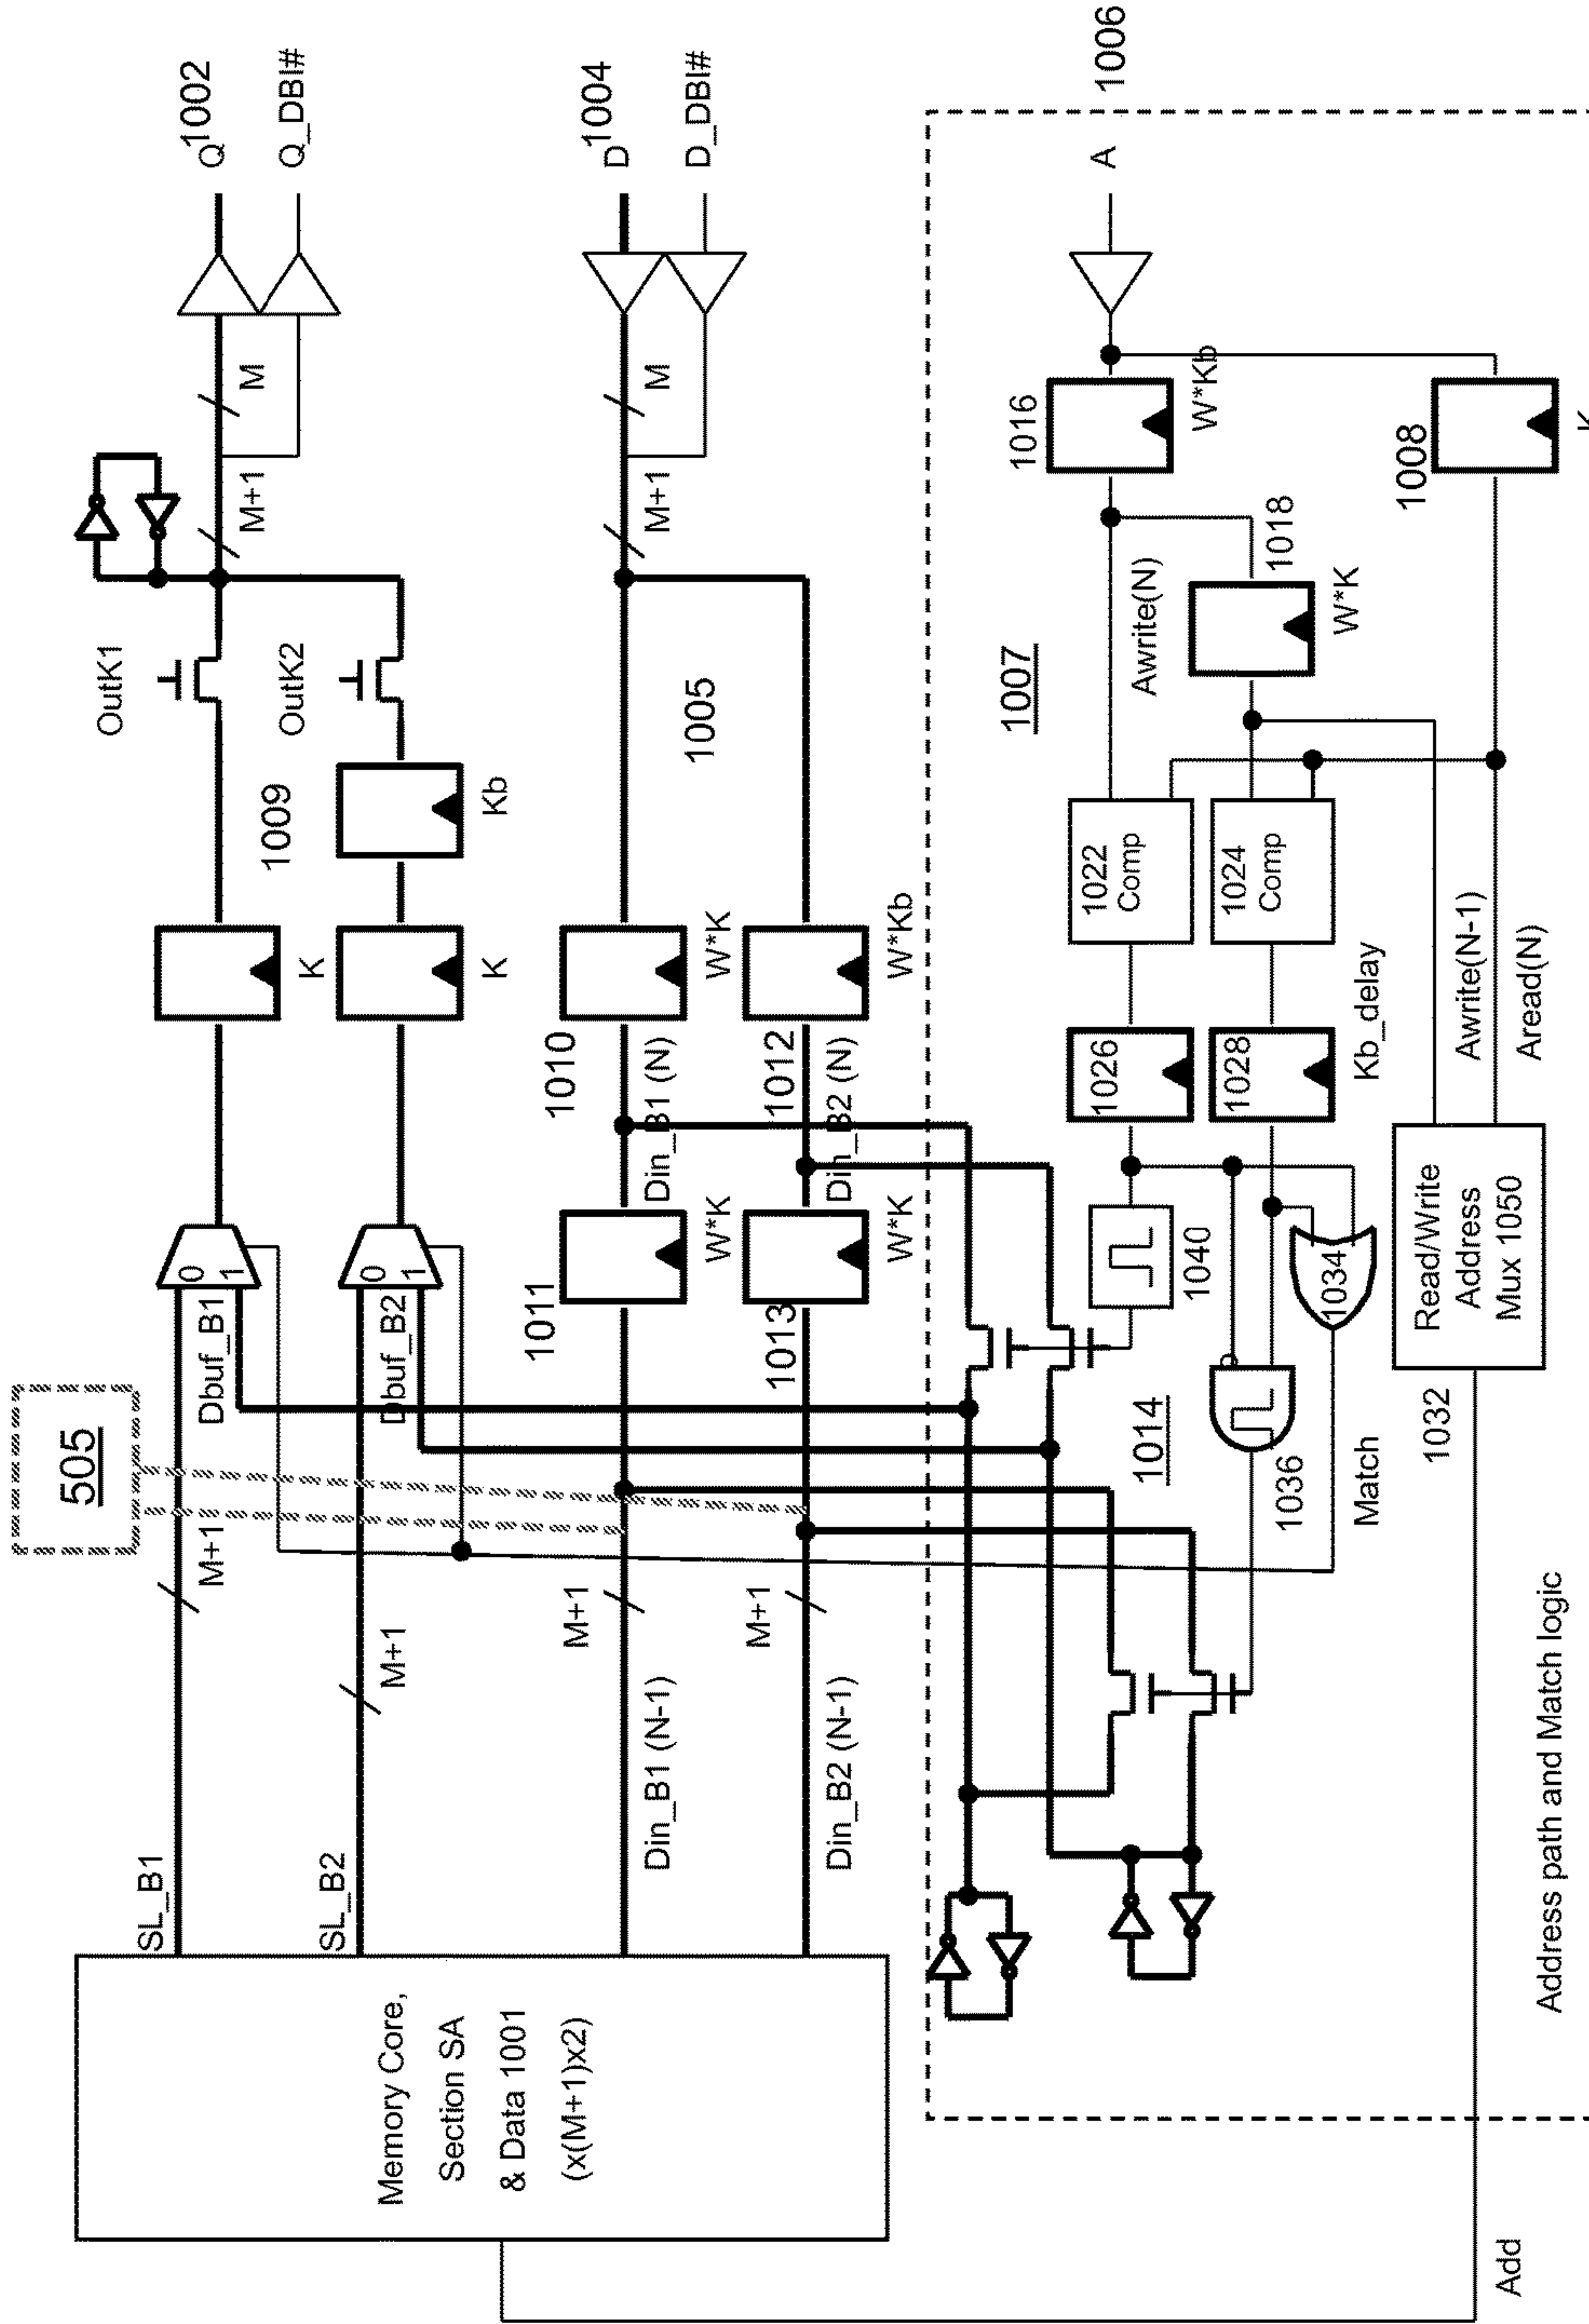 505
Memory Core,
Section SA
& Data 1001
(x(M+1)x2)
SL_B1
M+1
Dbuf_B1
0
1
K
OutK1
M+1
M
Q
1002
Q_DBI#
SL_B2
M+1
Dbuf_B2
0
1
K
1009
Kb
OutK2
Din_B1 (N-1)
M+1
1011
W*K
Din_B1 (N)
1010
W*K
1005
M+1
M
D
1004
D_DBI#
Din_B2 (N-1)
M+1
1013
W*K
Din_B2 (N)
1012
W*Kb
1007
A
1006
1016
W*Kb
Awrite(N)
1018
W*K
1008
K
1022
Comp
1024
Comp
1026
1028
Kb_delay
1040
1014
1036
1034
Match
Awrite(N-1)
Aread(N)
Read/Write
Address
Mux 1050
1032
Address path and Match logic
Add